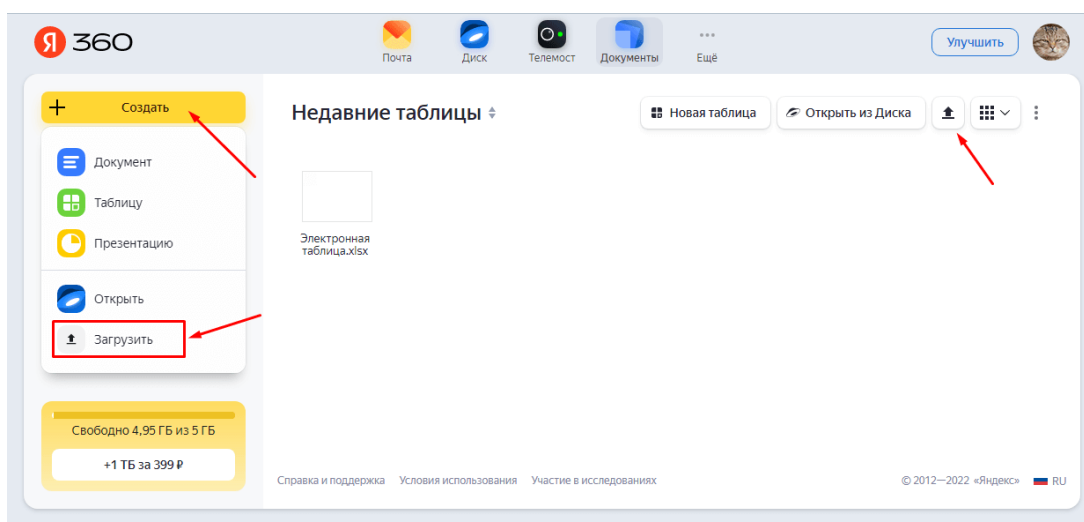 Я 360
Почта
Диск
Телемост
Документы
Ещё
Улучшить
Создать
Документ
Таблицу
Презентацию
Открыть
Загрузить
Свободно 4,95 ГБ из 5 ГБ
+1 ТБ за 399 ₽
Недавние таблицы
Новая таблица
Открыть из Диска
Электронная
таблица.xlsx
Справка и поддержка Условия использования Участие в исследованиях
© 2012—2022 «Яндекс» RU